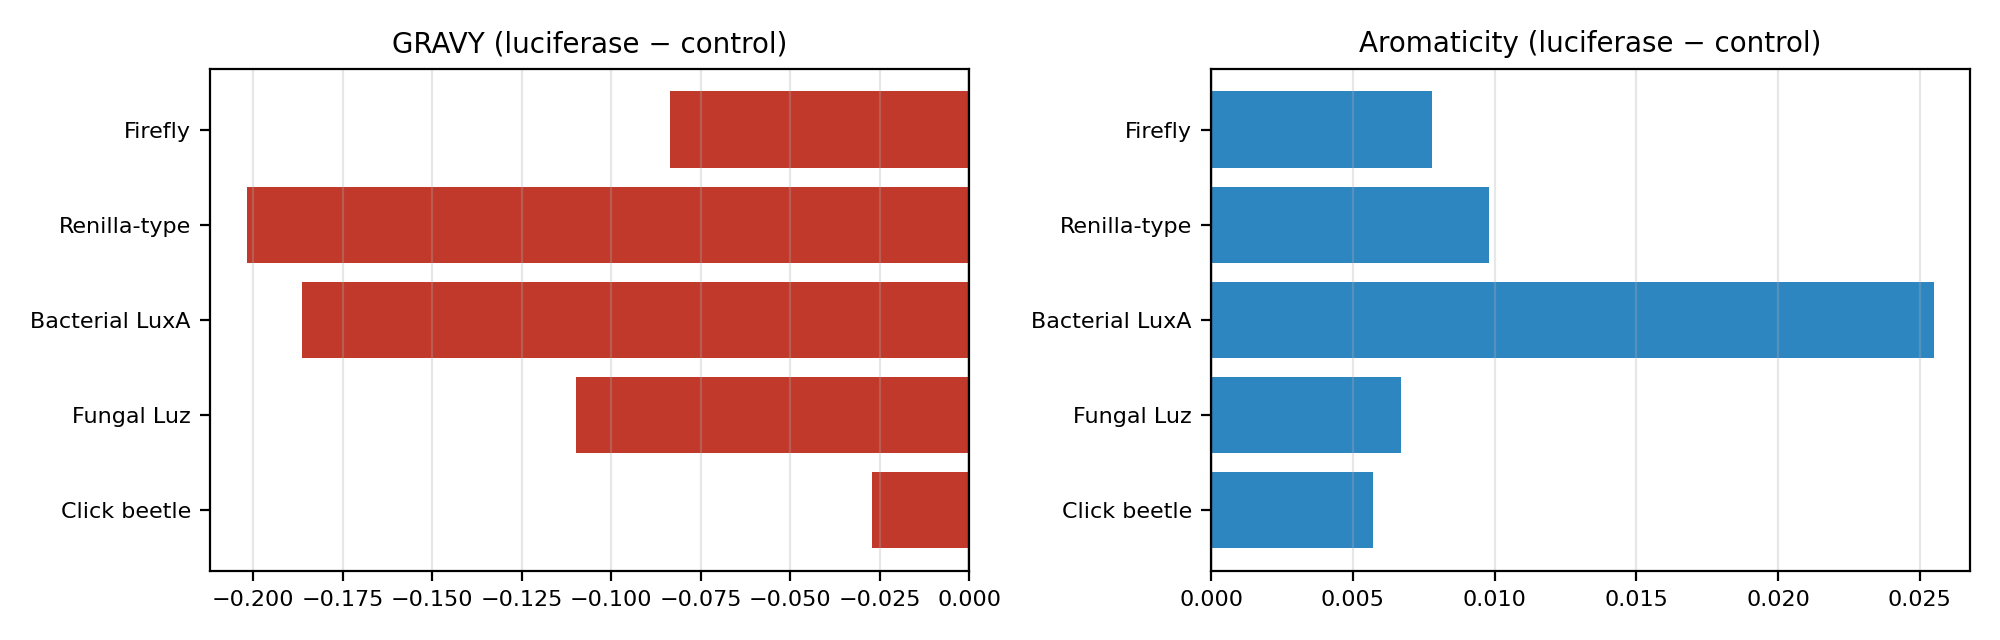 GRAVY (luciferase − control)
Firefly
Renilla-type
Bacterial LuxA
Fungal Luz
Click beetle
−0.200 −0.175 −0.150 −0.125 −0.100 −0.075 −0.050 −0.025 0.000
Aromaticity (luciferase − control)
Firefly
Renilla-type
Bacterial LuxA
Fungal Luz
Click beetle
0.000 0.005 0.010 0.015 0.020 0.025